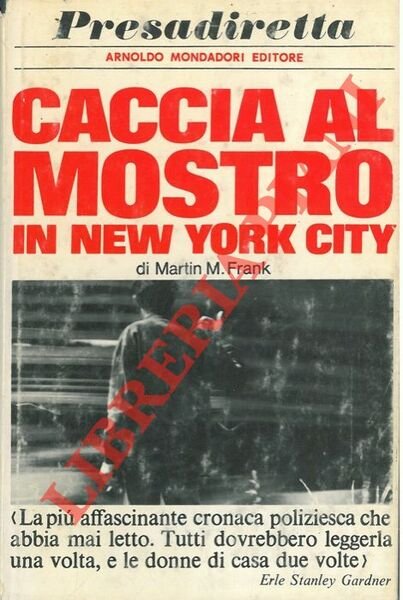 Presadiretta
ARNOLDO MONDADORI EDITORE
CACCIA AL
MOSTRO
IN NEW YORK CITY
di Martin M. Frank
LIBRERIA
‹La più affascinante cronaca poliziesca che
abbia mai letto. Tutti dovrebbero leggerla
una volta, e le donne di casa due volte›
Erle Stanley Gardner